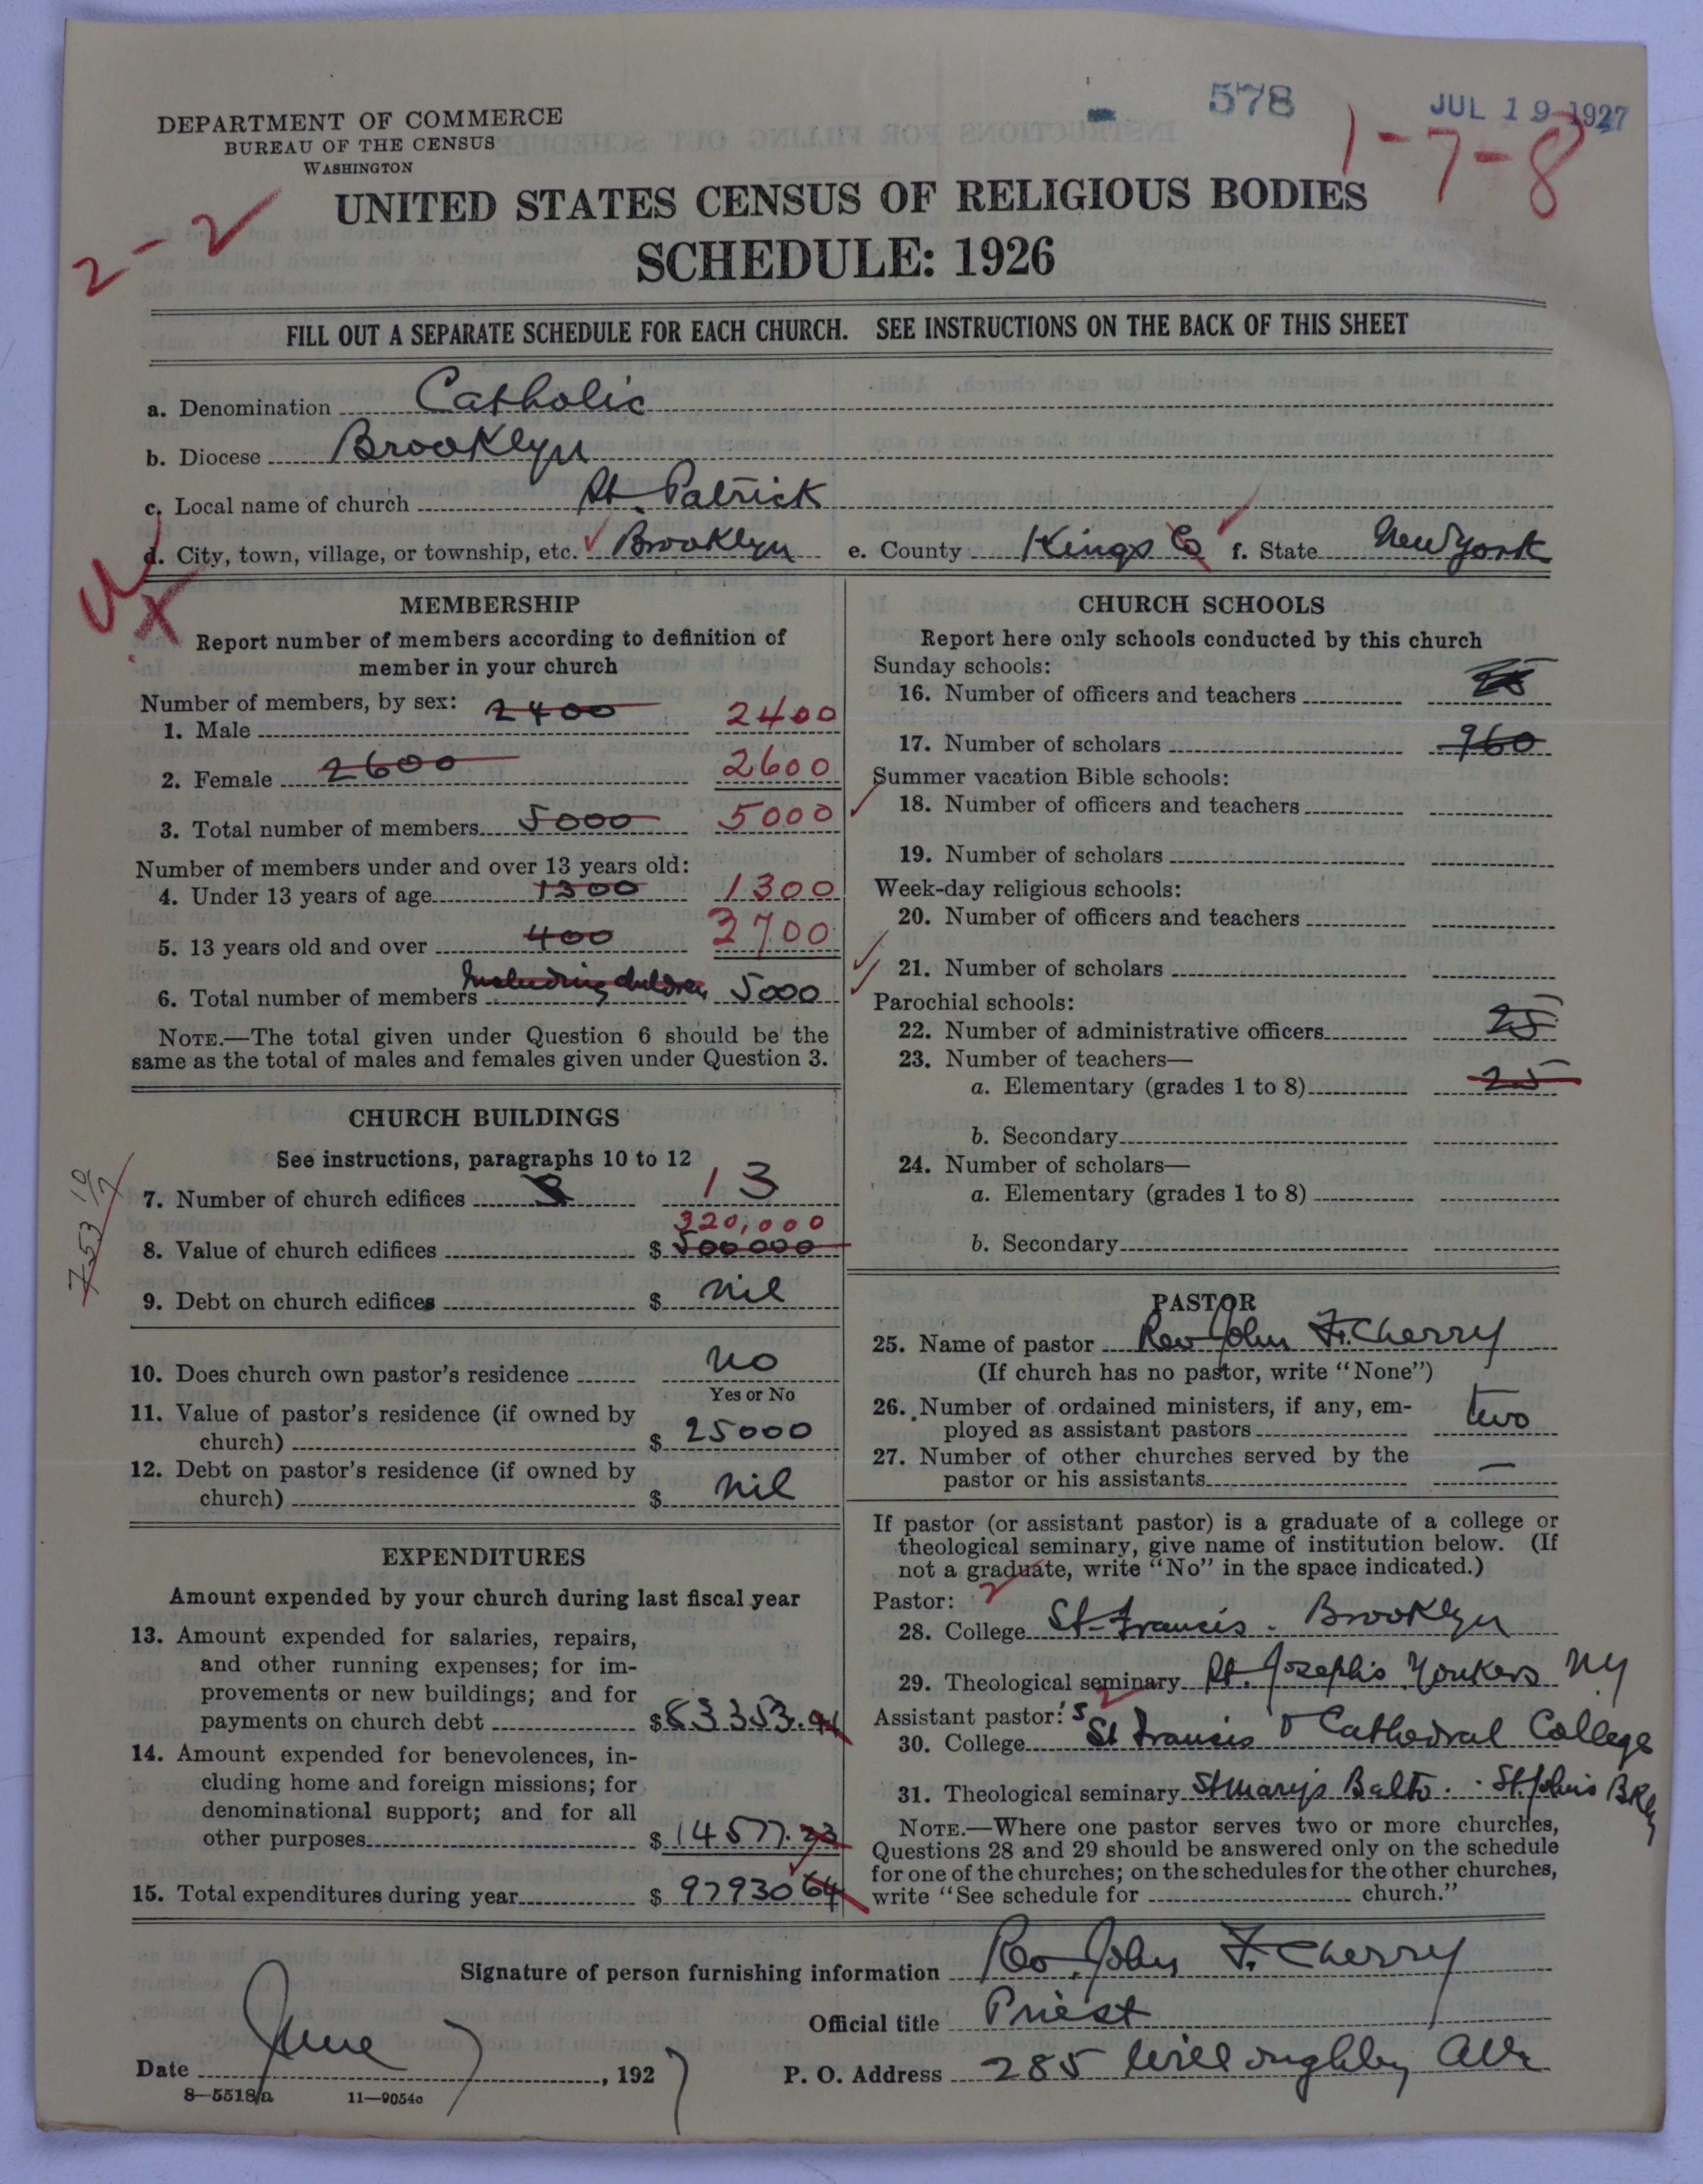 578
JUL 19 1927
1-7-8
DEPARTMENT OF COMMERCE
BUREAU OF THE CENSUS
WASHINGTON
2-2
UNITED STATES CENSUS OF RELIGIOUS BODIES
SCHEDULE: 1926
FILL OUT A SEPARATE SCHEDULE FOR EACH CHURCH. SEE INSTRUCTIONS ON THE BACK OF THIS SHEET
a. Denomination Catholic
b. Diocese Brooklyn
c. Local name of church St. Patrick
d. City, town, village, or township, etc. Brooklyn e. County Kings Co f. State New York
X
MEMBERSHIP
Report number of members according to definition of
member in your church
Number of members, by sex:
1. Male 2400 2400
2. Female 2600 2600
3. Total number of members 5000 5000
Number of members under and over 13 years old:
4. Under 13 years of age 1300 1300
5. 13 years old and over 400 3700
6. Total number of members Including children 5000
NOTE.—The total given under Question 6 should be the
same as the total of males and females given under Question 3.
CHURCH BUILDINGS
See instructions, paragraphs 10 to 12
7. Number of church edifices 1 3
320,000
8. Value of church edifices $ 500000
9. Debt on church edifices $ nil
10. Does church own pastor's residence no
Yes or No
11. Value of pastor's residence (if owned by
church) $ 25000
12. Debt on pastor's residence (if owned by
church) $ nil
EXPENDITURES
Amount expended by your church during last fiscal year
13. Amount expended for salaries, repairs,
and other running expenses; for im-
provements or new buildings; and for
payments on church debt $ 83353.41
14. Amount expended for benevolences, in-
cluding home and foreign missions; for
denominational support; and for all
other purposes $ 14577.23
15. Total expenditures during year $ 97930 64
CHURCH SCHOOLS
Report here only schools conducted by this church
Sunday schools:
16. Number of officers and teachers
17. Number of scholars 960
Summer vacation Bible schools:
18. Number of officers and teachers
19. Number of scholars
Week-day religious schools:
20. Number of officers and teachers
21. Number of scholars
Parochial schools:
22. Number of administrative officers 25
23. Number of teachers—
a. Elementary (grades 1 to 8) 25
b. Secondary
24. Number of scholars—
a. Elementary (grades 1 to 8)
b. Secondary
PASTOR
25. Name of pastor Rev John F. Cherry
(If church has no pastor, write "None")
26. Number of ordained ministers, if any, em-
ployed as assistant pastors two
27. Number of other churches served by the
pastor or his assistants —
If pastor (or assistant pastor) is a graduate of a college or
theological seminary, give name of institution below. (If
not a graduate, write "No" in the space indicated.)
Pastor: 2
28. College St Francis - Brooklyn
29. Theological seminary St. Josephs Yonkers NY
Assistant pastor:'s 2
30. College St Francis & Cathedral College
31. Theological seminary St Marys Balto. - St. Johns BKly
NOTE.—Where one pastor serves two or more churches,
Questions 28 and 29 should be answered only on the schedule
for one of the churches; on the schedules for the other churches,
write "See schedule for church."
Signature of person furnishing information Rev. John F. Cherry
Official title Priest
Date June 7, 1927 P. O. Address 285 Willoughby Ave
8—5518a 11—9054c